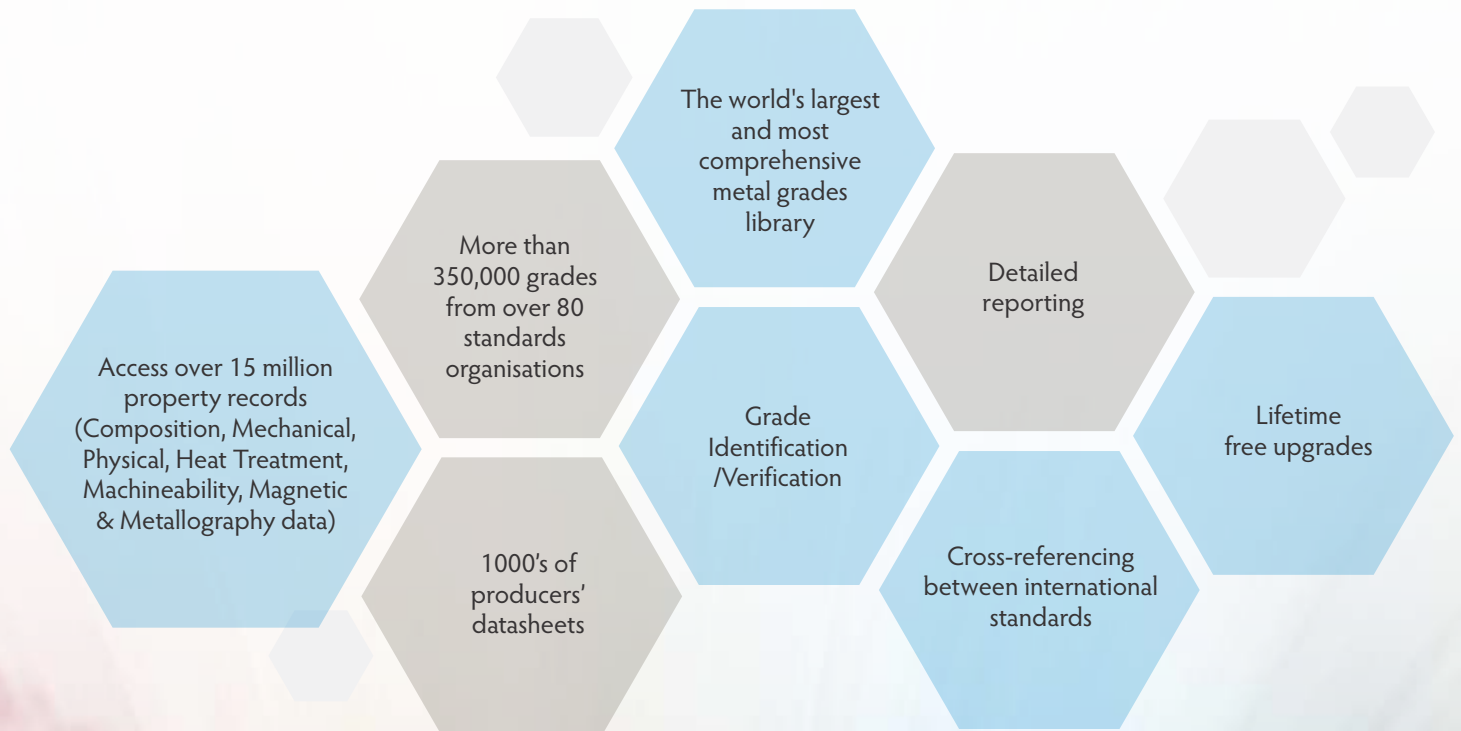 The world's largest
and most
comprehensive
metal grades
library
More than
350,000 grades
from over 80
standards
organisations
Detailed
reporting
Access over 15 million
property records
(Composition, Mechanical,
Physical, Heat Treatment,
Machineability, Magnetic
& Metallography data)
Grade
Identification
/Verification
Lifetime
free upgrades
1000's of
producers’
datasheets
Cross-referencing
between international
standards